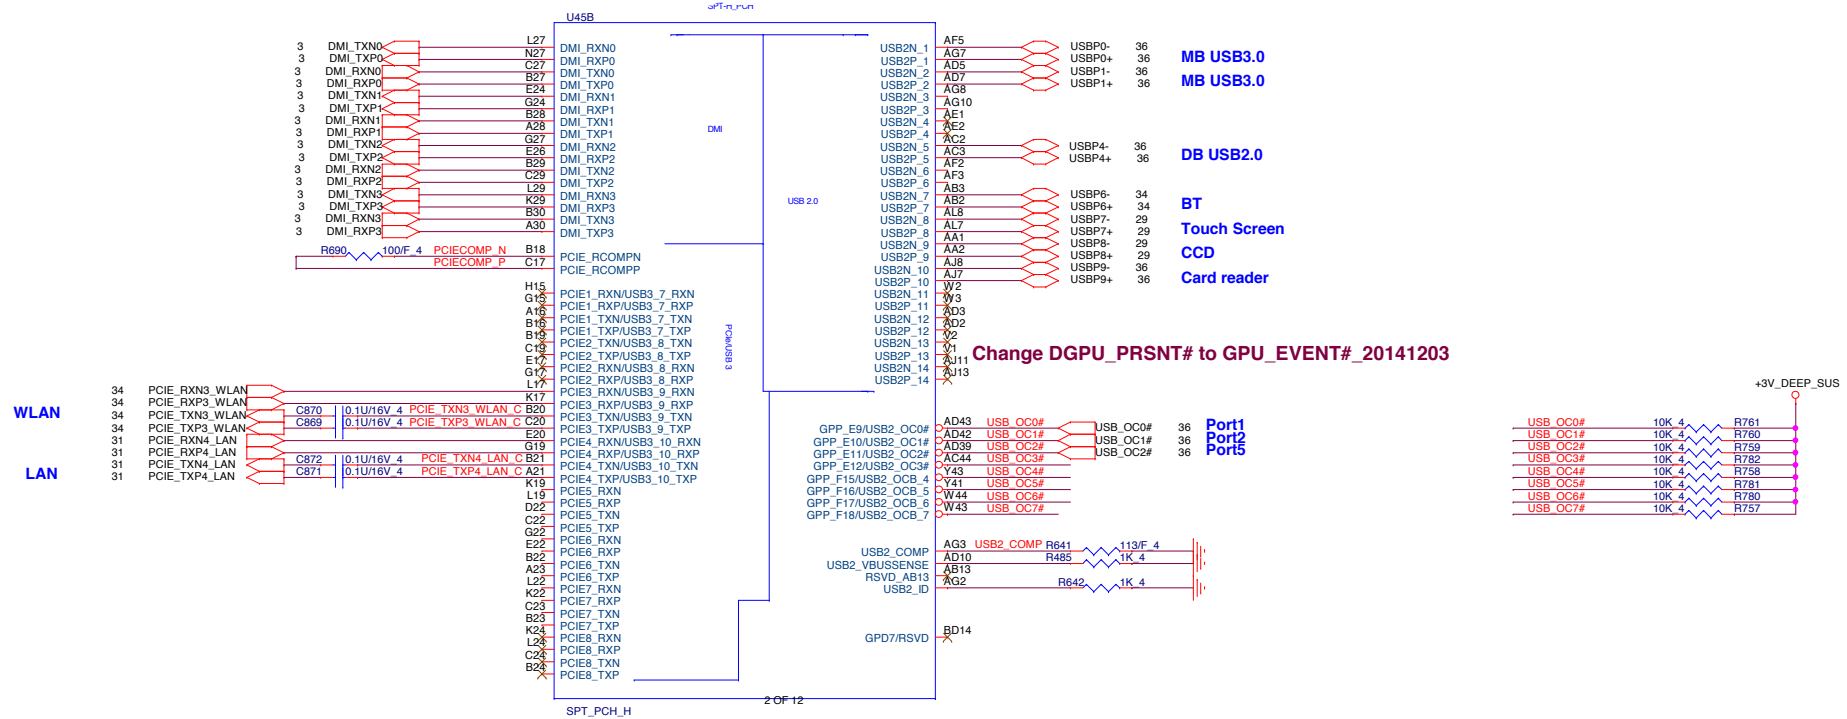 SPT-H_PCH
U45B
3 DMI_TXN0 L27 DMI_RXN0
3 DMI_TXP0 N27 DMI_RXP0
3 DMI_RXN0 C27 DMI_TXN0
3 DMI_RXP0 B27 DMI_TXP0
3 DMI_TXN1 E24 DMI_RXN1
3 DMI_TXP1 G24 DMI_RXP1
3 DMI_RXN1 B28 DMI_TXN1
3 DMI_RXP1 A28 DMI_TXP1
3 DMI_TXN2 G27 DMI_RXN2
3 DMI_TXP2 E26 DMI_RXP2
3 DMI_RXN2 B29 DMI_TXN2
3 DMI_RXP2 C29 DMI_TXP2
3 DMI_TXN3 L29 DMI_RXN3
3 DMI_TXP3 K29 DMI_RXP3
3 DMI_RXN3 B30 DMI_TXN3
3 DMI_RXP3 A30 DMI_TXP3
R690 100/F_4 PCIECOMP_N B18 PCIE_RCOMPN
PCIECOMP_P C17 PCIE_RCOMPP
H15 PCIE1_RXN/USB3_7_RXN
G15 PCIE1_RXP/USB3_7_RXP
A16 PCIE1_TXN/USB3_7_TXN
B16 PCIE1_TXP/USB3_7_TXP
B19 PCIE2_TXN/USB3_8_TXN
C19 PCIE2_TXP/USB3_8_TXP
E17 PCIE2_RXN/USB3_8_RXN
G17 PCIE2_RXP/USB3_8_RXP
34 PCIE_RXN3_WLAN L17 PCIE3_RXN/USB3_9_RXN
34 PCIE_RXP3_WLAN K17 PCIE3_RXP/USB3_9_RXP
WLAN
34 PCIE_TXN3_WLAN C870 0.1U/16V_4 PCIE_TXN3_WLAN_C B20 PCIE3_TXN/USB3_9_TXN
34 PCIE_TXP3_WLAN C869 0.1U/16V_4 PCIE_TXP3_WLAN_C C20 PCIE3_TXP/USB3_9_TXP
31 PCIE_RXN4_LAN E20 PCIE4_RXN/USB3_10_RXN
31 PCIE_RXP4_LAN G19 PCIE4_RXP/USB3_10_RXP
LAN
31 PCIE_TXN4_LAN C872 0.1U/16V_4 PCIE_TXN4_LAN_C B21 PCIE4_TXN/USB3_10_TXN
31 PCIE_TXP4_LAN C871 0.1U/16V_4 PCIE_TXP4_LAN_C A21 PCIE4_TXP/USB3_10_TXP
K19 PCIE5_RXN
L19 PCIE5_RXP
D22 PCIE5_TXN
C22 PCIE5_TXP
G22 PCIE6_RXN
E22 PCIE6_RXP
B22 PCIE6_TXN
A23 PCIE6_TXP
L22 PCIE7_RXN
K22 PCIE7_RXP
C23 PCIE7_TXN
B23 PCIE7_TXP
K24 PCIE8_RXN
L24 PCIE8_RXP
C24 PCIE8_TXN
B24 PCIE8_TXP
DMI
USB 2.0
PCIe/USB 3
USB2N_1 AF5 USBP0- 36
USB2P_1 AG7 USBP0+ 36 MB USB3.0
USB2N_2 AD5 USBP1- 36
USB2P_2 AD7 USBP1+ 36 MB USB3.0
USB2N_3 AG8
USB2P_3 AG10
USB2N_4 AE1
USB2P_4 AE2
USB2N_5 AC2 USBP4- 36
USB2P_5 AC3 USBP4+ 36 DB USB2.0
USB2N_6 AF2
USB2P_6 AF3
USB2N_7 AB3 USBP6- 34
USB2P_7 AB2 USBP6+ 34 BT
USB2N_8 AL8 USBP7- 29
USB2P_8 AL7 USBP7+ 29 Touch Screen
USB2N_9 AA1 USBP8- 29
USB2P_9 AA2 USBP8+ 29 CCD
USB2N_10 AJ8 USBP9- 36
USB2P_10 AJ7 USBP9+ 36 Card reader
USB2N_11 W2
USB2P_11 W3
USB2N_12 AD3
USB2P_12 AD2
USB2N_13 V2
USB2P_13 V1
USB2N_14 AJ11
USB2P_14 AJ13
Change DGPU_PRSNT# to GPU_EVENT#_20141203
GPP_E9/USB2_OC0# AD43 USB_OC0# USB_OC0# 36 Port1
GPP_E10/USB2_OC1# AD42 USB_OC1# USB_OC1# 36 Port2
GPP_E11/USB2_OC2# AD39 USB_OC2# USB_OC2# 36 Port5
GPP_E12/USB2_OC3# AC44 USB_OC3#
GPP_F15/USB2_OCB_4 Y43 USB_OC4#
GPP_F16/USB2_OCB_5 Y41 USB_OC5#
GPP_F17/USB2_OCB_6 W44 USB_OC6#
GPP_F18/USB2_OCB_7 W43 USB_OC7#
USB2_COMP AG3 USB2_COMP R641 113/F_4
USB2_VBUSSENSE AD10 R485 1K_4
RSVD_AB13 AB13
USB2_ID AG2 R642 1K_4
GPD7/RSVD BD14
+3V_DEEP_SUS
USB_OC0# 10K_4 R761
USB_OC1# 10K_4 R760
USB_OC2# 10K_4 R759
USB_OC3# 10K_4 R782
USB_OC4# 10K_4 R758
USB_OC5# 10K_4 R781
USB_OC6# 10K_4 R780
USB_OC7# 10K_4 R757
2 OF 12
SPT_PCH_H